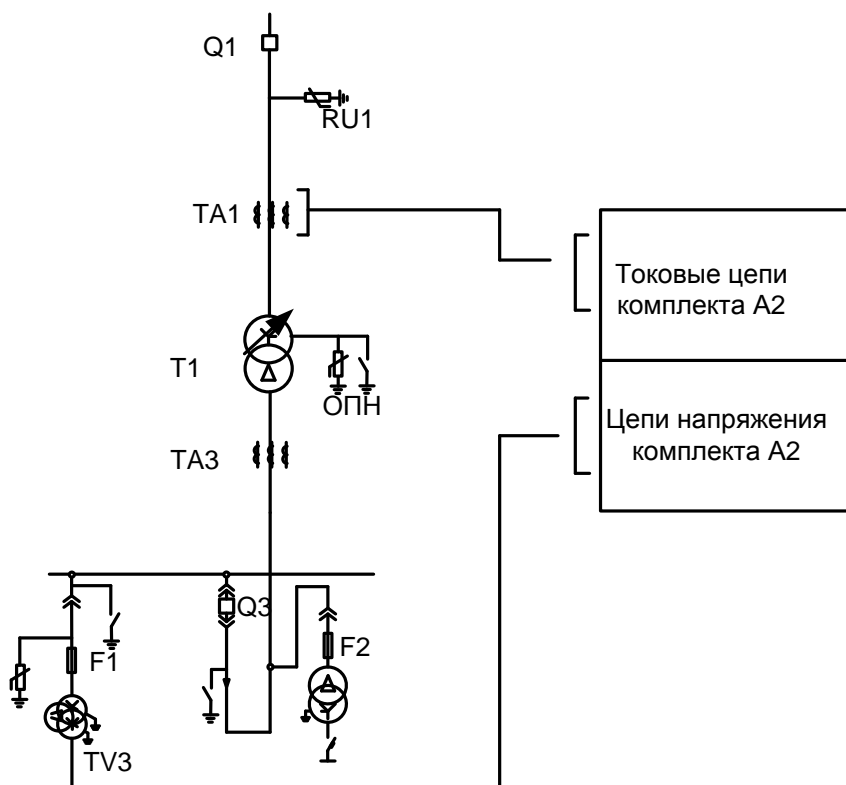 Q1
RU1
TA1
Токовые цепи
комплекта А2
T1
ОПН
Цепи напряжения
комплекта А2
TA3
Q3
F2
F1
TV3